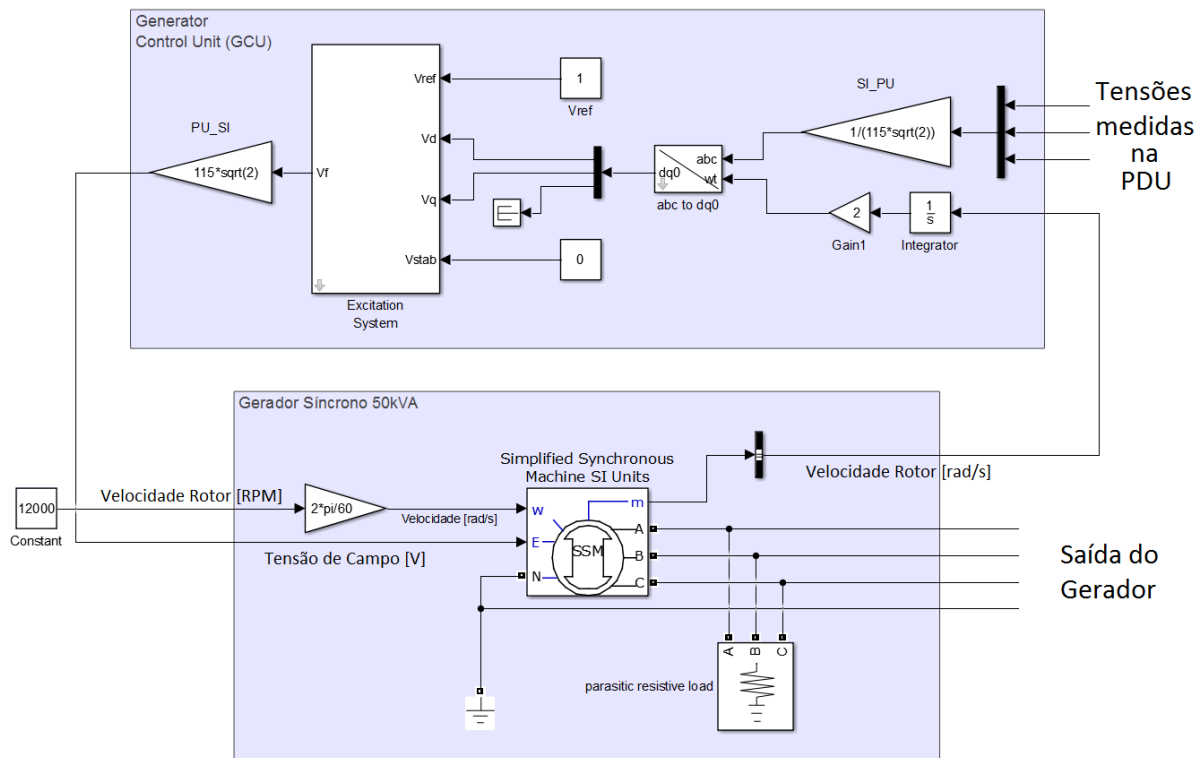 Generator
Control Unit (GCU)
PU_SI
115*sqrt(2)
Vf
Vref
Vd
Vq
Vstab
Excitation
System
1
Vref
0
dq0
abc
wt
abc to dq0
SI_PU
1/(115*sqrt(2))
2
Gain1
1
s
Integrator
Tensões
medidas
na
PDU
Gerador Síncrono 50kVA
12000
Constant
Velocidade Rotor [RPM]
2*pi/60
Velocidade [rad/s]
Tensão de Campo [V]
Simplified Synchronous
Machine SI Units
w
E
N
SSM
m
A
B
C
Velocidade Rotor [rad/s]
Saída do
Gerador
A
B
C
parasitic resistive load